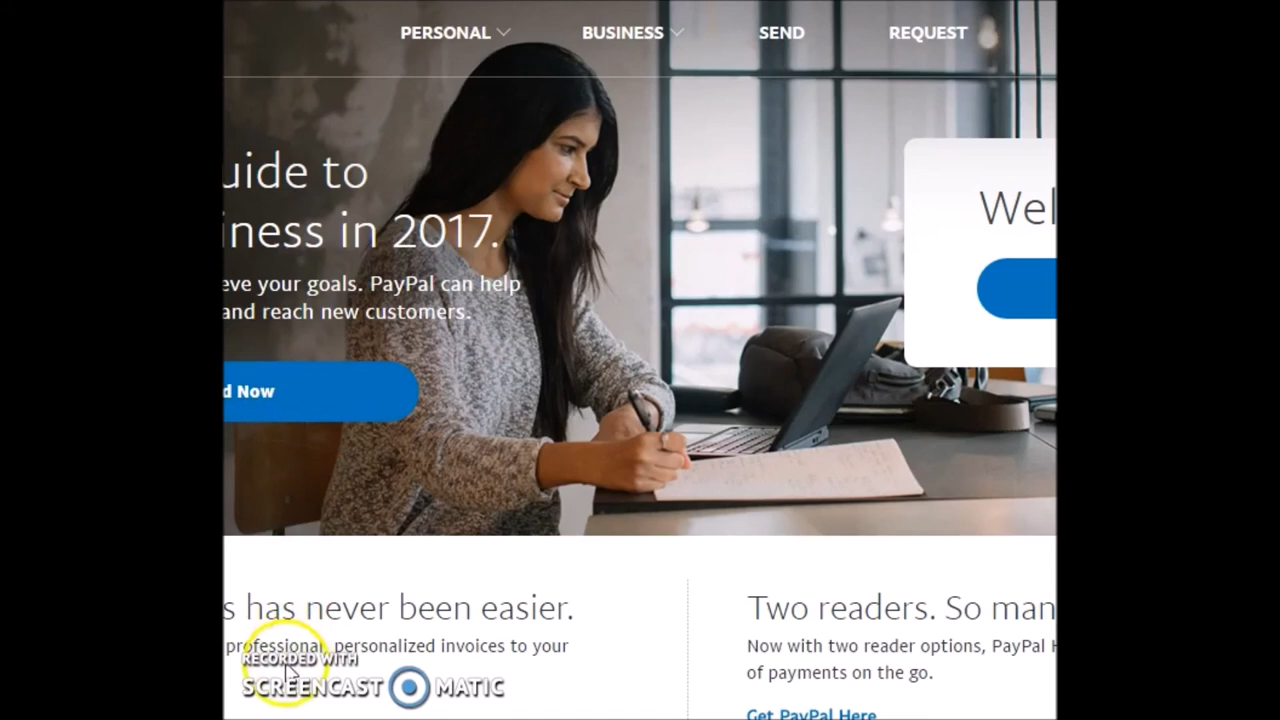 PERSONAL
BUSINESS
SEND
REQUEST
uide to
iness in 2017.
eve your goals. PayPal can help
and reach new customers.
d Now
Wel
s has never been easier.
professional, personalized invoices to your
Two readers. So man
Now with two reader options, PayPal H
of payments on the go.
Get PayPal Here
RECORDED WITH
SCREENCAST MATIC